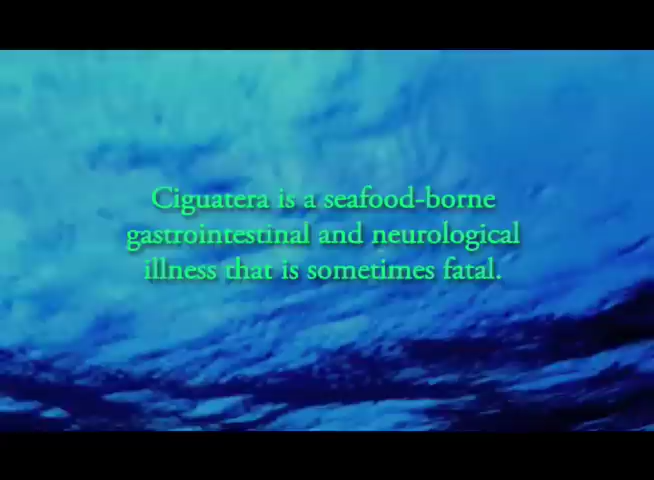 Ciguatera is a seafood-borne
gastrointestinal and neurological
illness that is sometimes fatal.